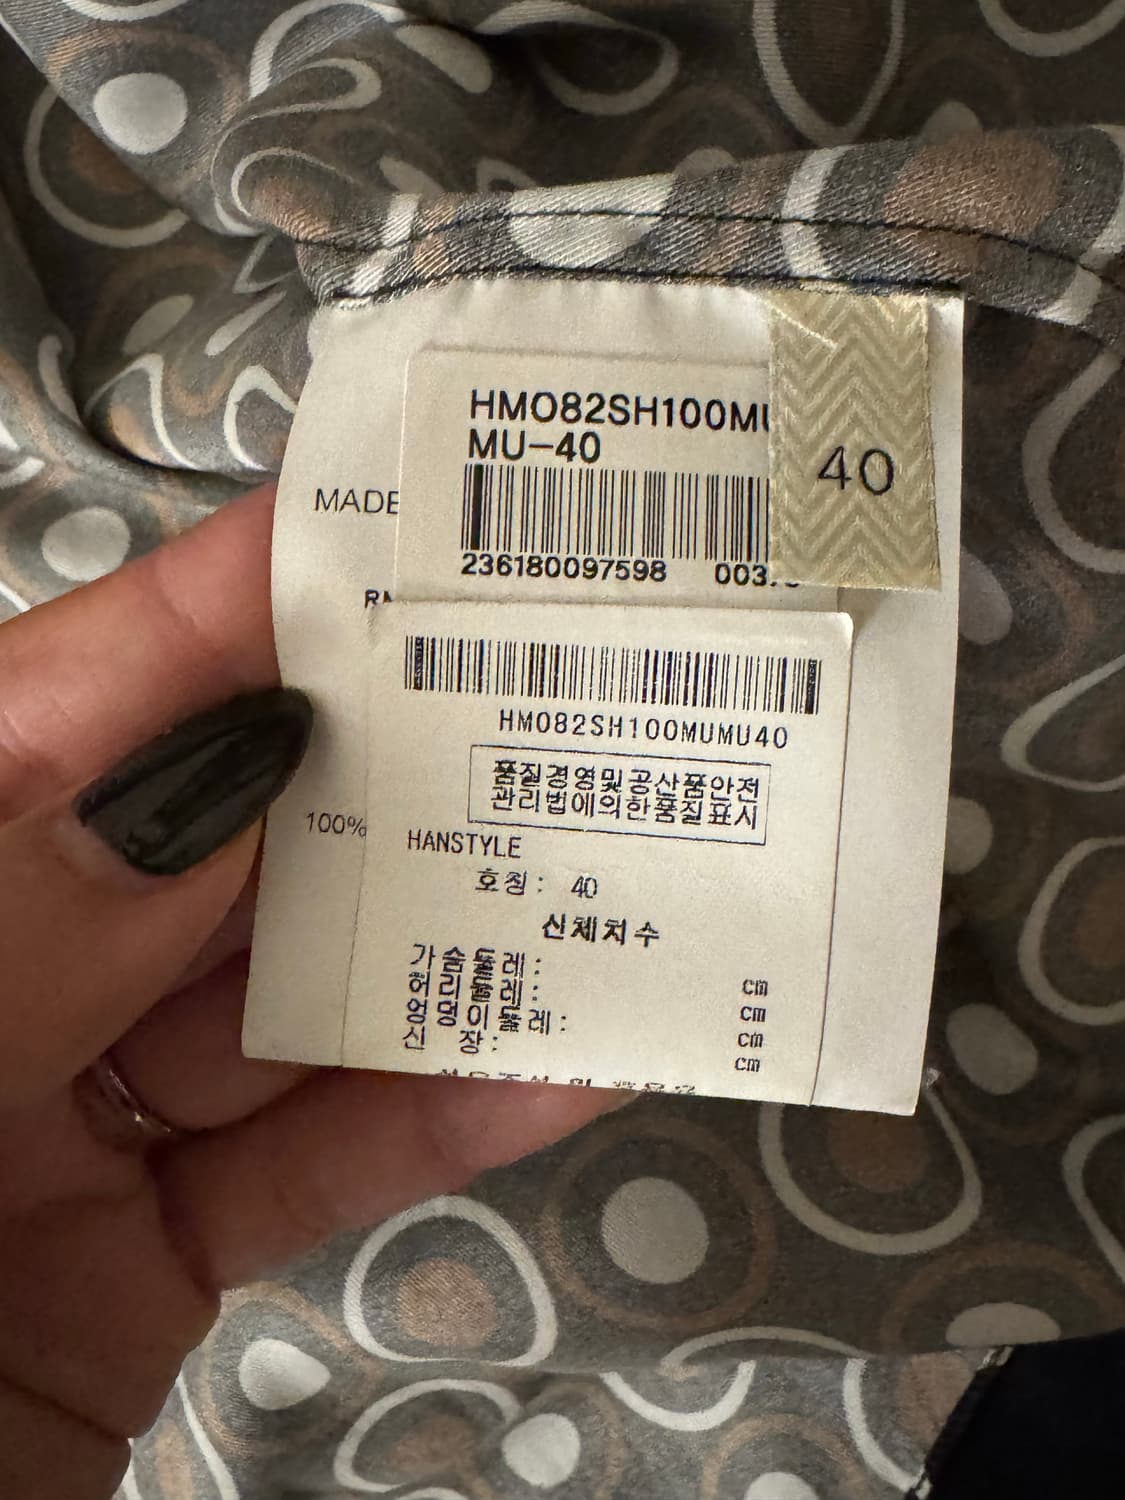 HM082SH100MU
MU-40
40
MADE
236180097598
100%
HM082SH100MUMU40
품질경영및공산품안전
관리법에의한품질표시
HANSTYLE
호칭: 40
신체치수
가슴둘레: cm
허리둘레: cm
엉덩이둘레: cm
신 장: cm